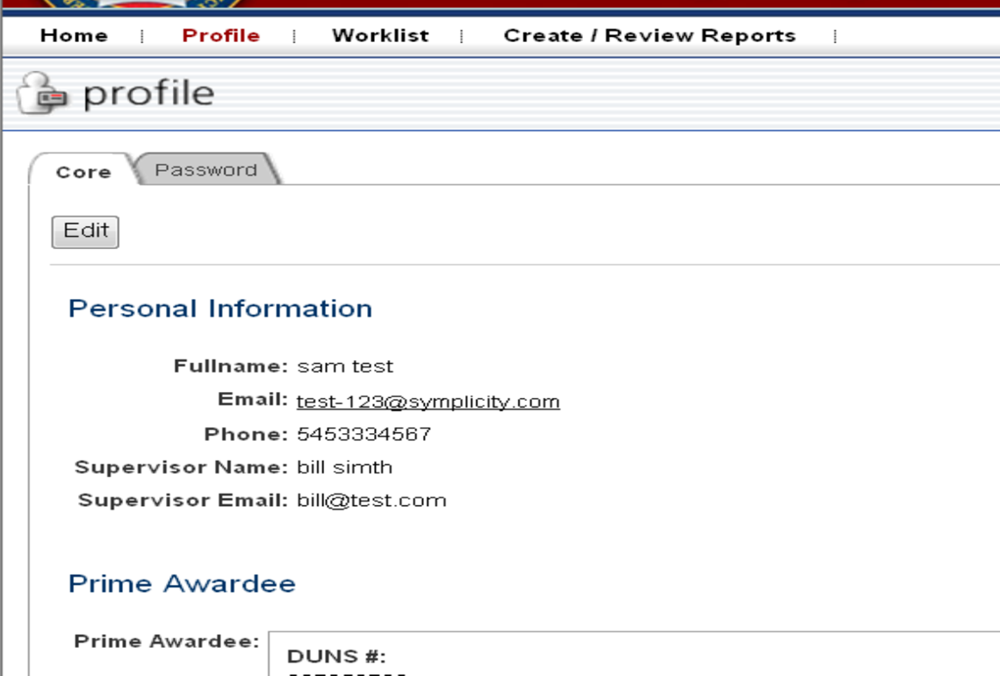 Home Profile Worklist Create / Review Reports
profile
Core Password
Edit
Personal Information
Fullname: sam test
Email: test-123@symplicity.com
Phone: 5453334567
Supervisor Name: bill simth
Supervisor Email: bill@test.com
Prime Awardee
Prime Awardee: DUNS #: